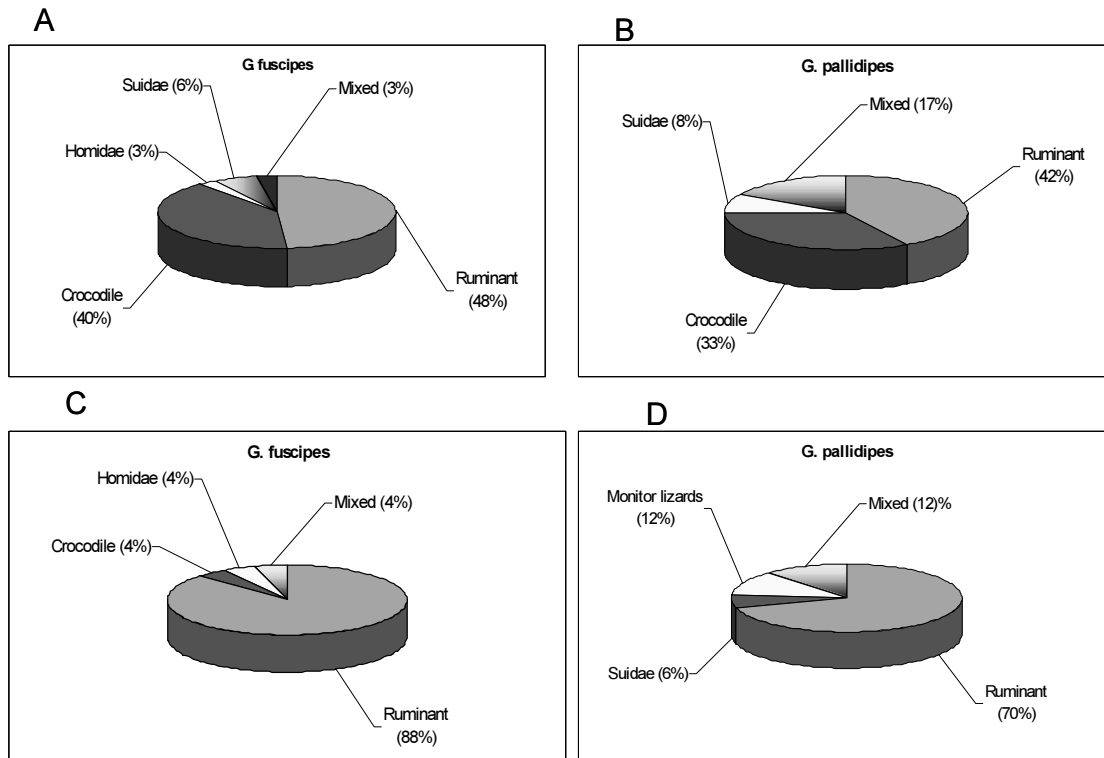 A
G fuscipes
Suidae (6%)
Mixed (3%)
Homidae (3%)
Crocodile
(40%)
Ruminant
(48%)
B
G. pallidipes
Mixed (17%)
Suidae (8%)
Ruminant
(42%)
Crocodile
(33%)
C
G. fuscipes
Homidae (4%)
Mixed (4%)
Crocodile (4%)
Ruminant
(88%)
D
G. pallidipes
Monitor lizards
(12%)
Mixed (12)%
Suidae (6%)
Ruminant
(70%)